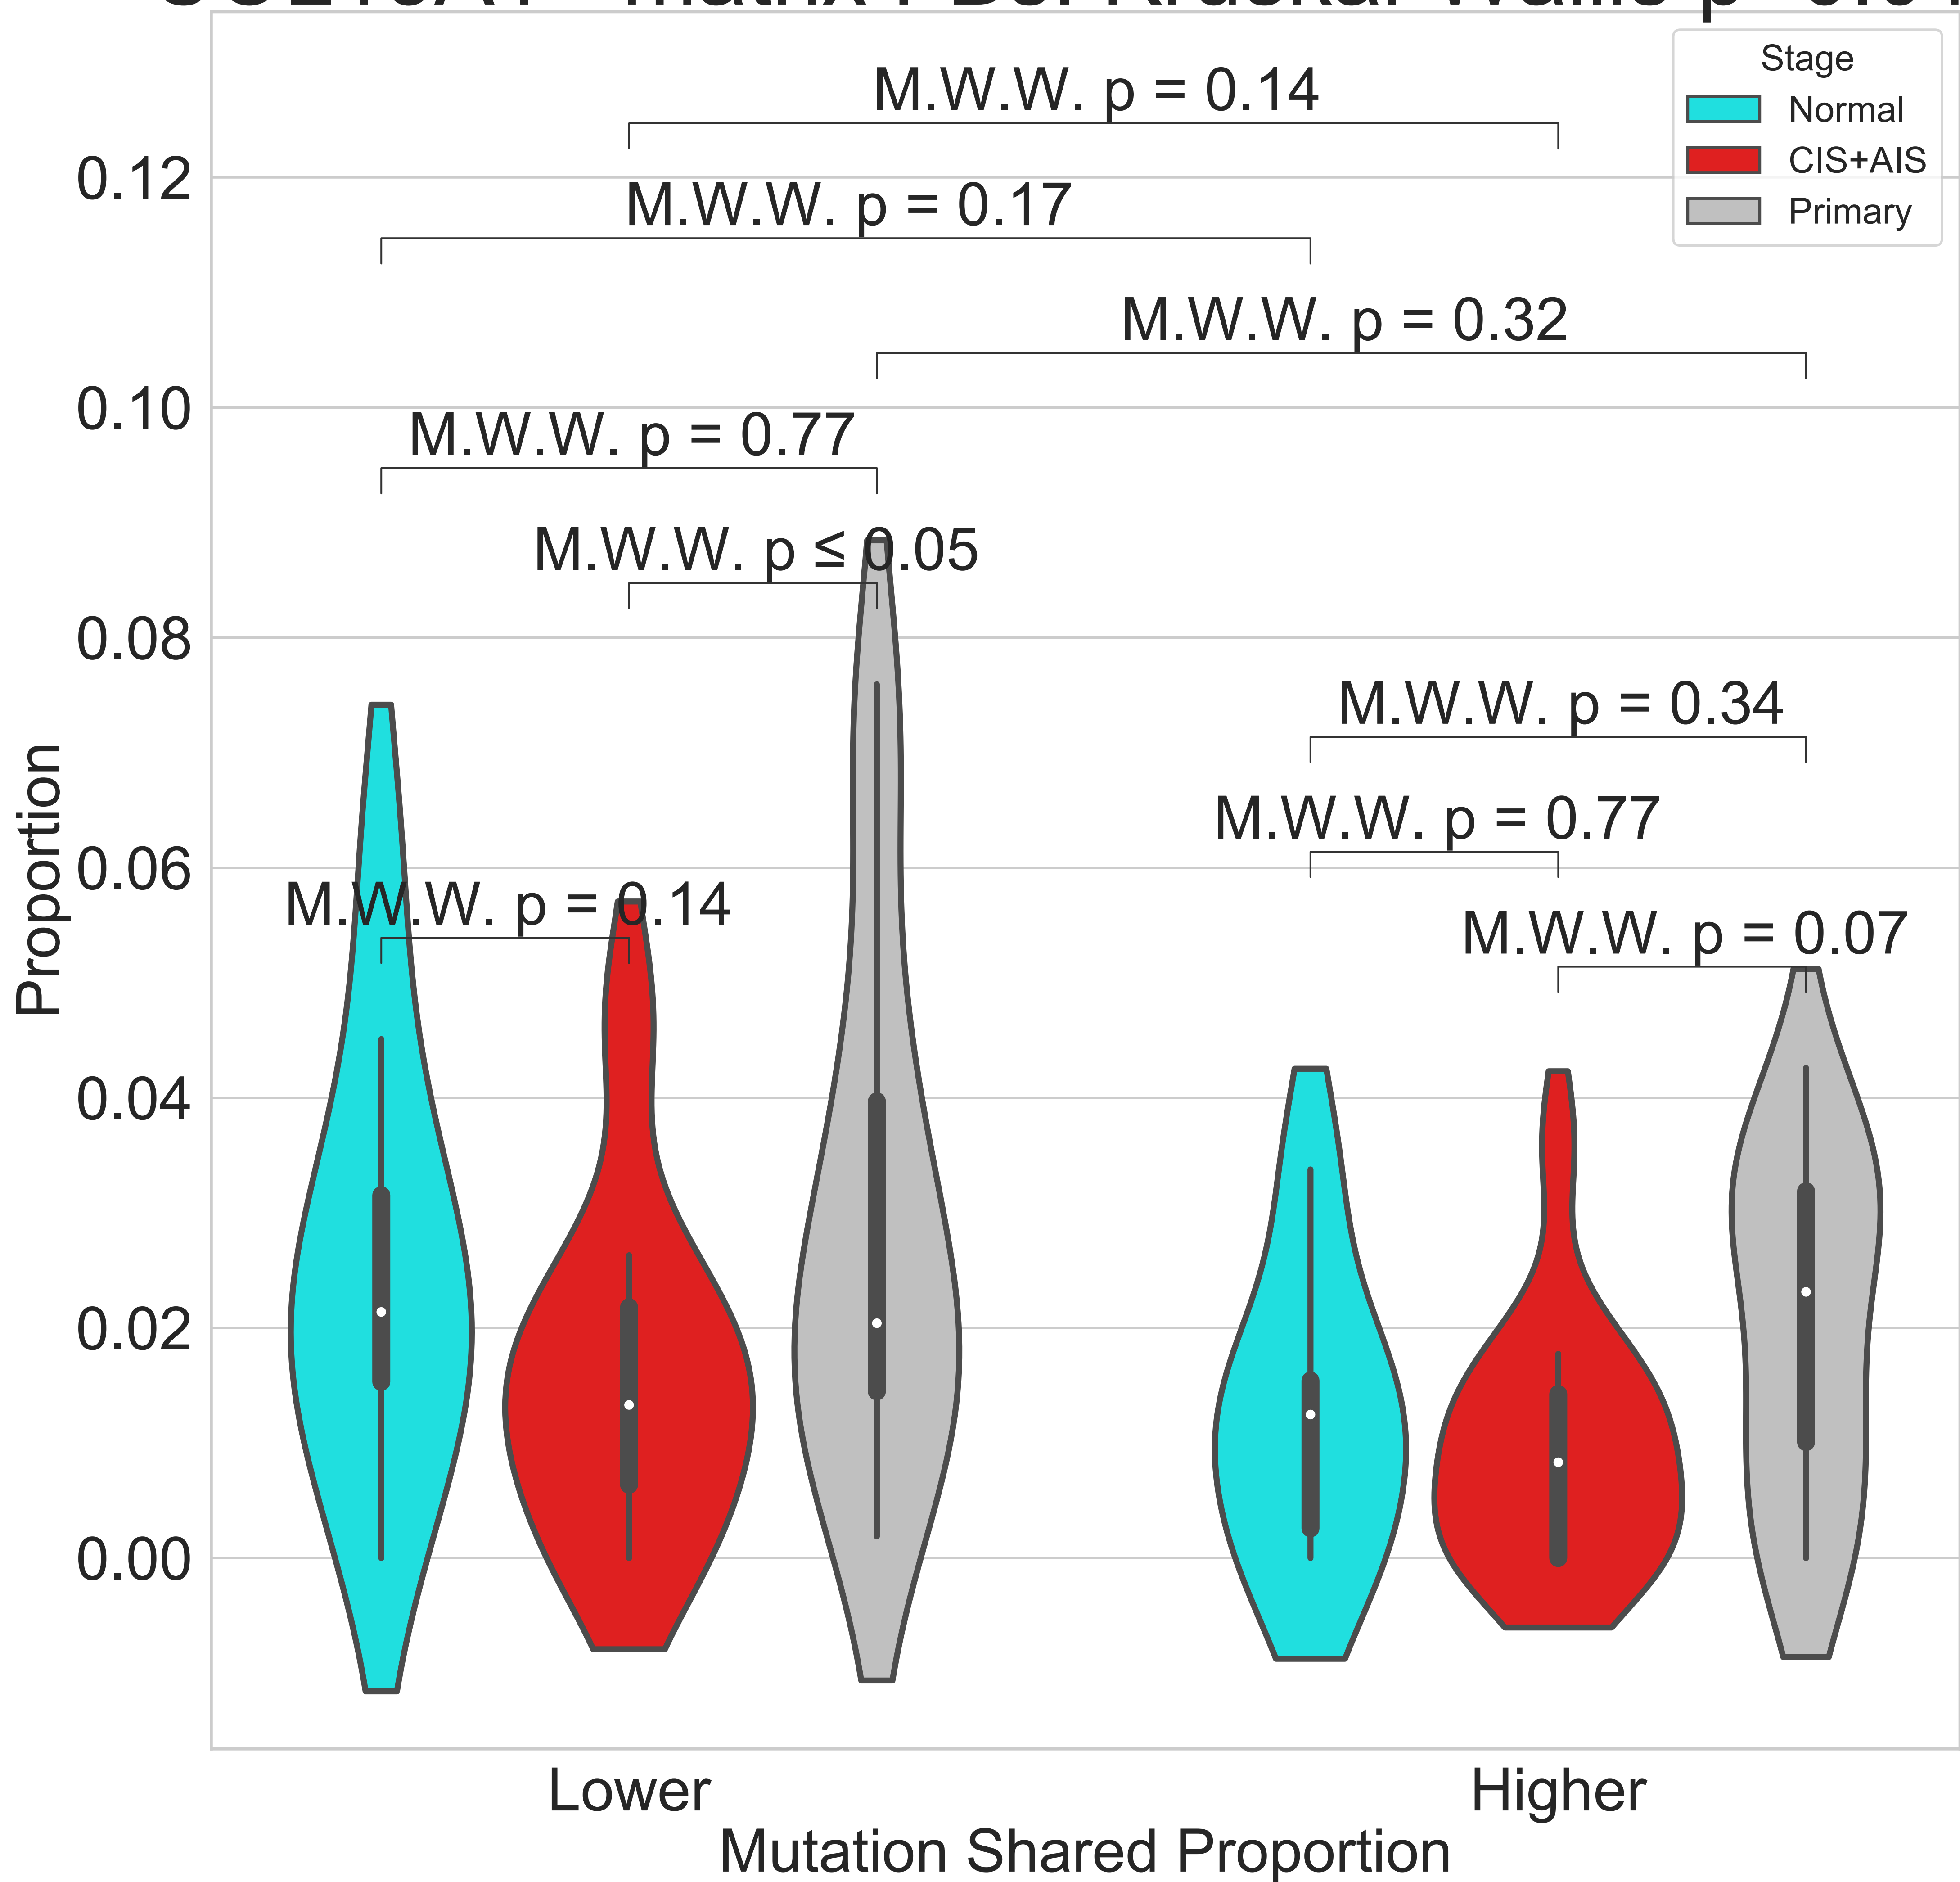 Stage
Normal
CIS+AIS
Primary
M.W.W. p = 0.14
M.W.W. p = 0.17
M.W.W. p = 0.32
M.W.W. p = 0.77
M.W.W. p ≤ 0.05
M.W.W. p = 0.34
M.W.W. p = 0.77
M.W.W. p = 0.14
M.W.W. p = 0.07
0.12
0.10
0.08
0.06
0.04
0.02
0.00
Proportion
Lower
Higher
Mutation Shared Proportion